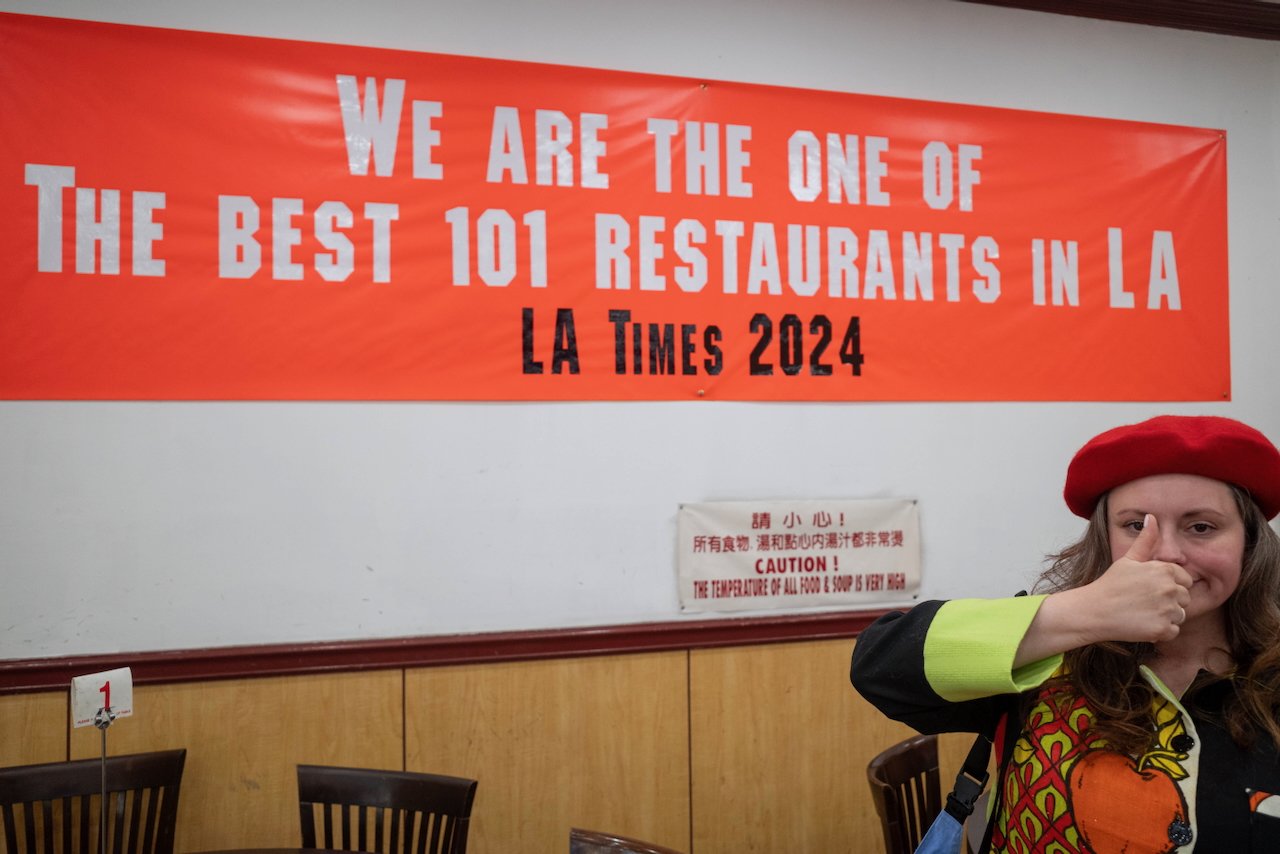 WE ARE THE ONE OF
THE BEST 101 RESTAURANTS IN LA
LA TIMES 2024
請小心!
所有食物,湯和點心內湯汁都非常燙
CAUTION !
THE TEMPERATURE OF ALL FOOD & SOUP IS VERY HIGH
1